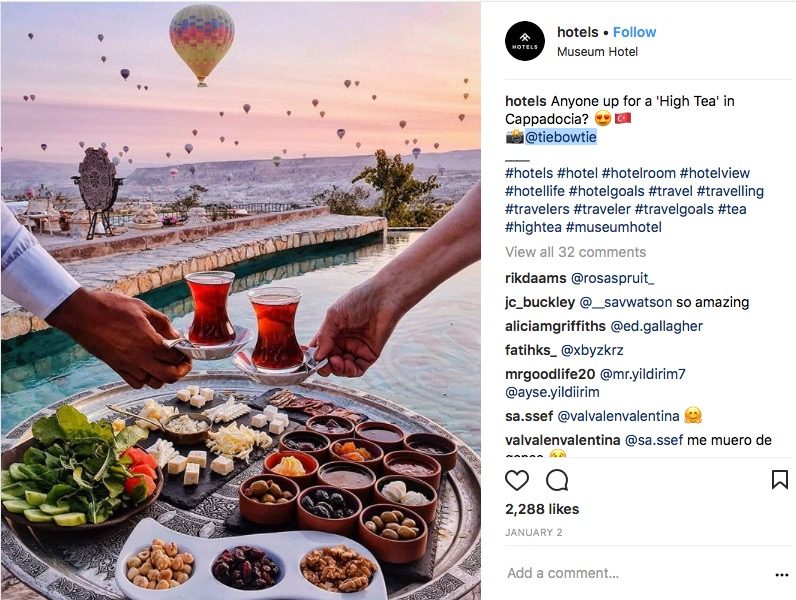 HOTELS
hotels • Follow
Museum Hotel
hotels Anyone up for a 'High Tea' in
Cappadocia? 😍🇹🇷
📸@tiebowtie
___
#hotels #hotel #hotelroom #hotelview
#hotellife #hotelgoals #travel #travelling
#travelers #traveler #travelgoals #tea
#hightea #museumhotel
View all 32 comments
rikdaams @rosaspruit_
jc_buckley @__savwatson so amazing
aliciamgriffiths @ed.gallagher
fatihks_ @xbyzkrz
mrgoodlife20 @mr.yildirim7
@ayse.yildiirim
sa.ssef @valvalenvalentina 🤗
valvalenvalentina @sa.ssef me muero de
2,288 likes
JANUARY 2
Add a comment...